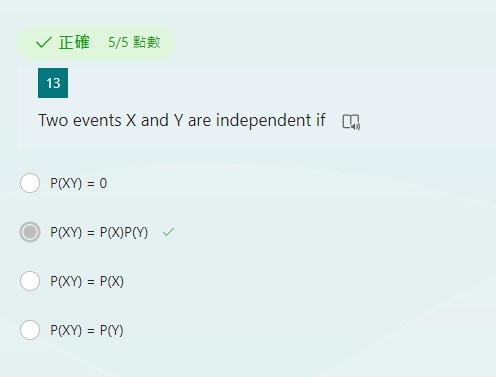 正確 5/5 點數
13
Two events X and Y are independent if
P(XY) = 0
P(XY) = P(X)P(Y)
P(XY) = P(X)
P(XY) = P(Y)